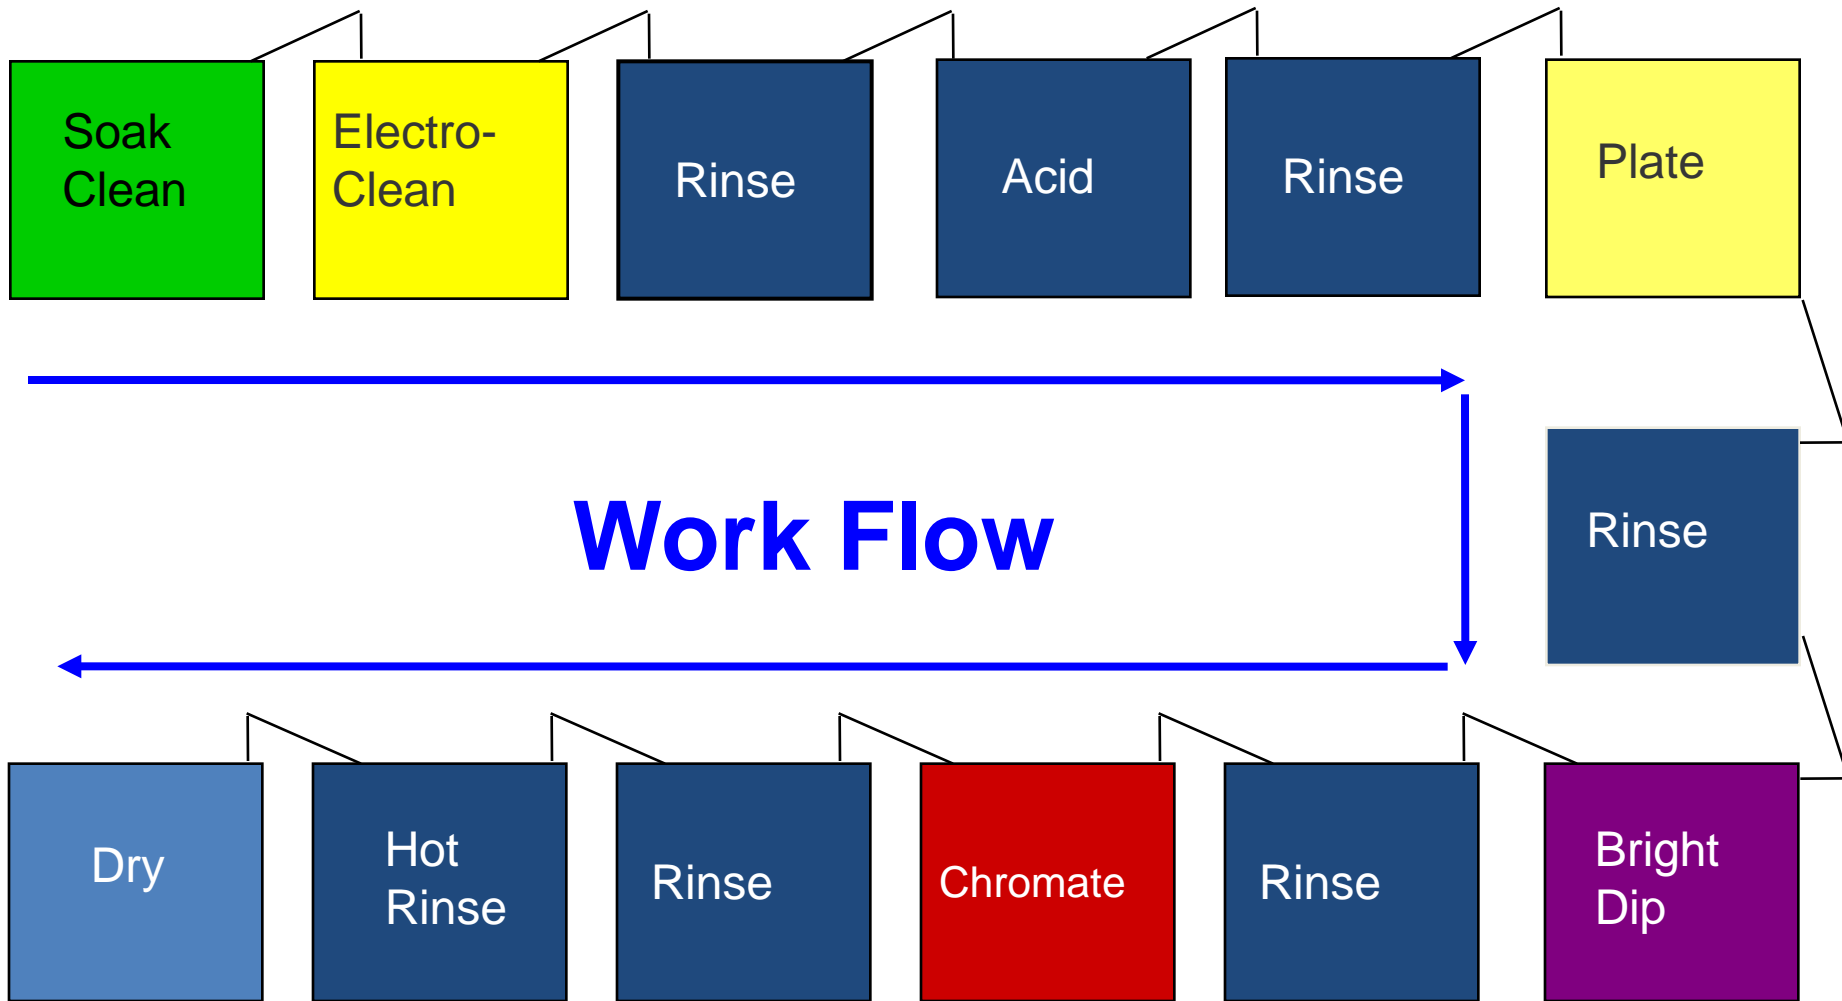 Soak
Clean
Electro-
Clean
Rinse
Acid
Rinse
Plate
Work Flow
Rinse
Dry
Hot
Rinse
Rinse
Chromate
Rinse
Bright
Dip